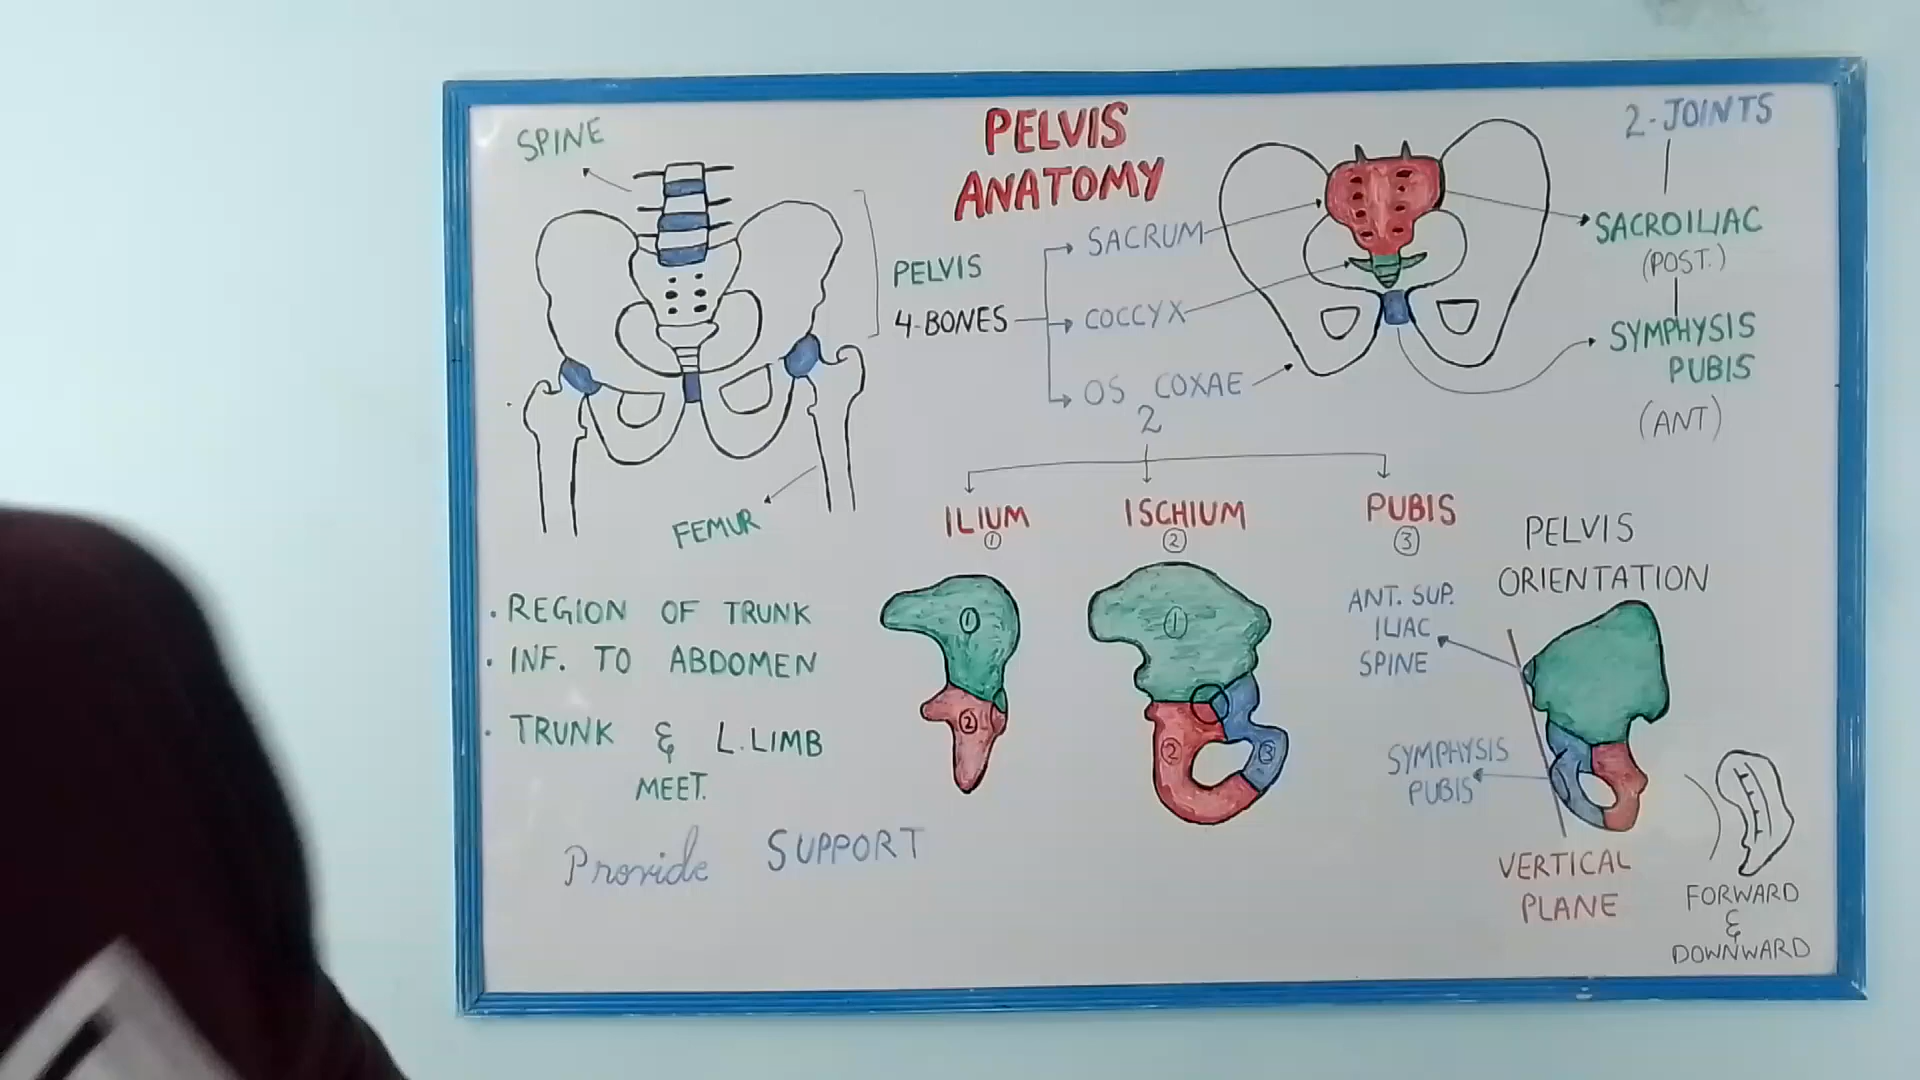 PELVIS
ANATOMY
SPINE
PELVIS
4-BONES
SACRUM
COCCYX
OS COXAE
2
FEMUR
2-JOINTS
SACROILIAC
(POST.)
SYMPHYSIS
PUBIS
(ANT)
ILIUM
1
ISCHIUM
2
PUBIS
3
1
2
1
2
3
• REGION OF TRUNK
• INF. TO ABDOMEN
• TRUNK & L.LIMB
MEET.
Provide SUPPORT
PELVIS
ORIENTATION
ANT. SUP.
ILIAC
SPINE
SYMPHYSIS
PUBIS
VERTICAL
PLANE
FORWARD
&
DOWNWARD